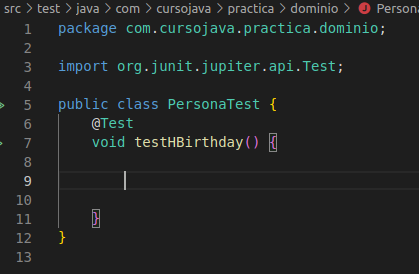 src > test > java > com > cursojava > practica > dominio > Persona
1 package com.cursojava.practica.dominio;
2
3 import org.junit.jupiter.api.Test;
4
5 public class PersonaTest {
6 @Test
7 void testHBirthday() {
8
9
10
11 }
12 }
13